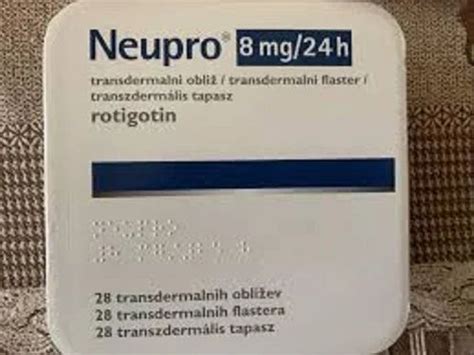 Neupro® 8 mg/24 h
transdermalni obliž / transdermalni flaster /
transzdermális tapasz
rotigotin
28 transdermalnih obližev
28 transdermalnih flastera
28 transzdermális tapasz